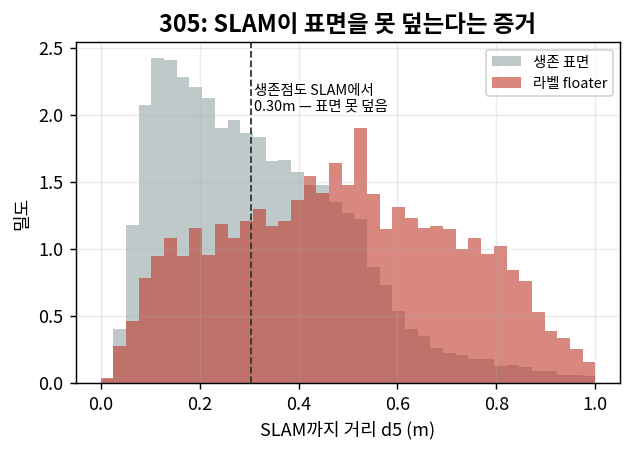 305: SLAM이 표면을 못 덮는다는 증거
생존 표면
라벨 floater
생존점도 SLAM에서
0.30m — 표면 못 덮음
밀도
2.5
2.0
1.5
1.0
0.5
0.0
0.0 0.2 0.4 0.6 0.8 1.0
SLAM까지 거리 d5 (m)